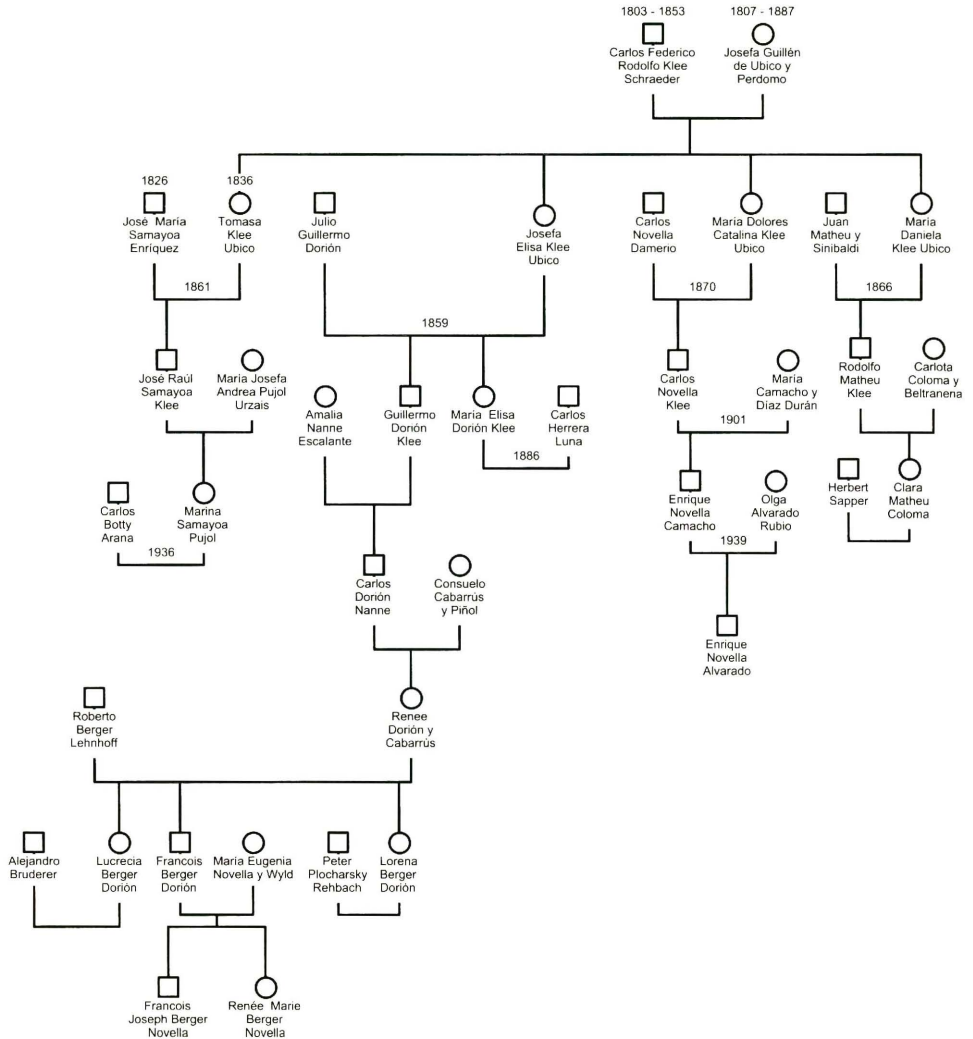 1803 - 1853
1807 - 1887
Carlos Federico
Rodolfo Klee
Schraeder
Josefa Guillén
de Ubico y
Perdomo
1826
José María
Samayoa
Enríquez
1836
Tomasa
Klee
Ubico
Julio
Guillermo
Dorión
Josefa
Elisa Klee
Ubico
Carlos
Novella
Damerio
María Dolores
Catalina Klee
Ubico
Juan
Matheu y
Sinibaldi
María
Daniela
Klee Ubico
1861
1859
1870
1866
José Raúl
Samayoa
Klee
María Josefa
Andrea Pujol
Urzais
Amalia
Nanne
Escalante
Guillermo
Dorión
Klee
María Elisa
Dorión Klee
Carlos
Herrera
Luna
Carlos
Novella
Klee
María
Camacho y
Díaz Durán
Rodolfo
Matheu
Klee
Carlota
Coloma y
Beltranena
1886
1901
Carlos
Botty
Arana
Marina
Samayoa
Pujol
Enrique
Novella
Camacho
Olga
Alvarado
Rubio
Herbert
Sapper
Clara
Matheu
Coloma
1936
1939
Carlos
Dorión
Nanne
Consuelo
Cabarrús
y Piñol
Enrique
Novella
Alvarado
Roberto
Berger
Lehnhoff
Renee
Dorión y
Cabarrús
Alejandro
Bruderer
Lucrecia
Berger
Dorión
Francois
Berger
Dorión
María Eugenia
Novella y Wyld
Peter
Plocharsky
Rehbach
Lorena
Berger
Dorión
Francois
Joseph Berger
Novella
Renée Marie
Berger
Novella